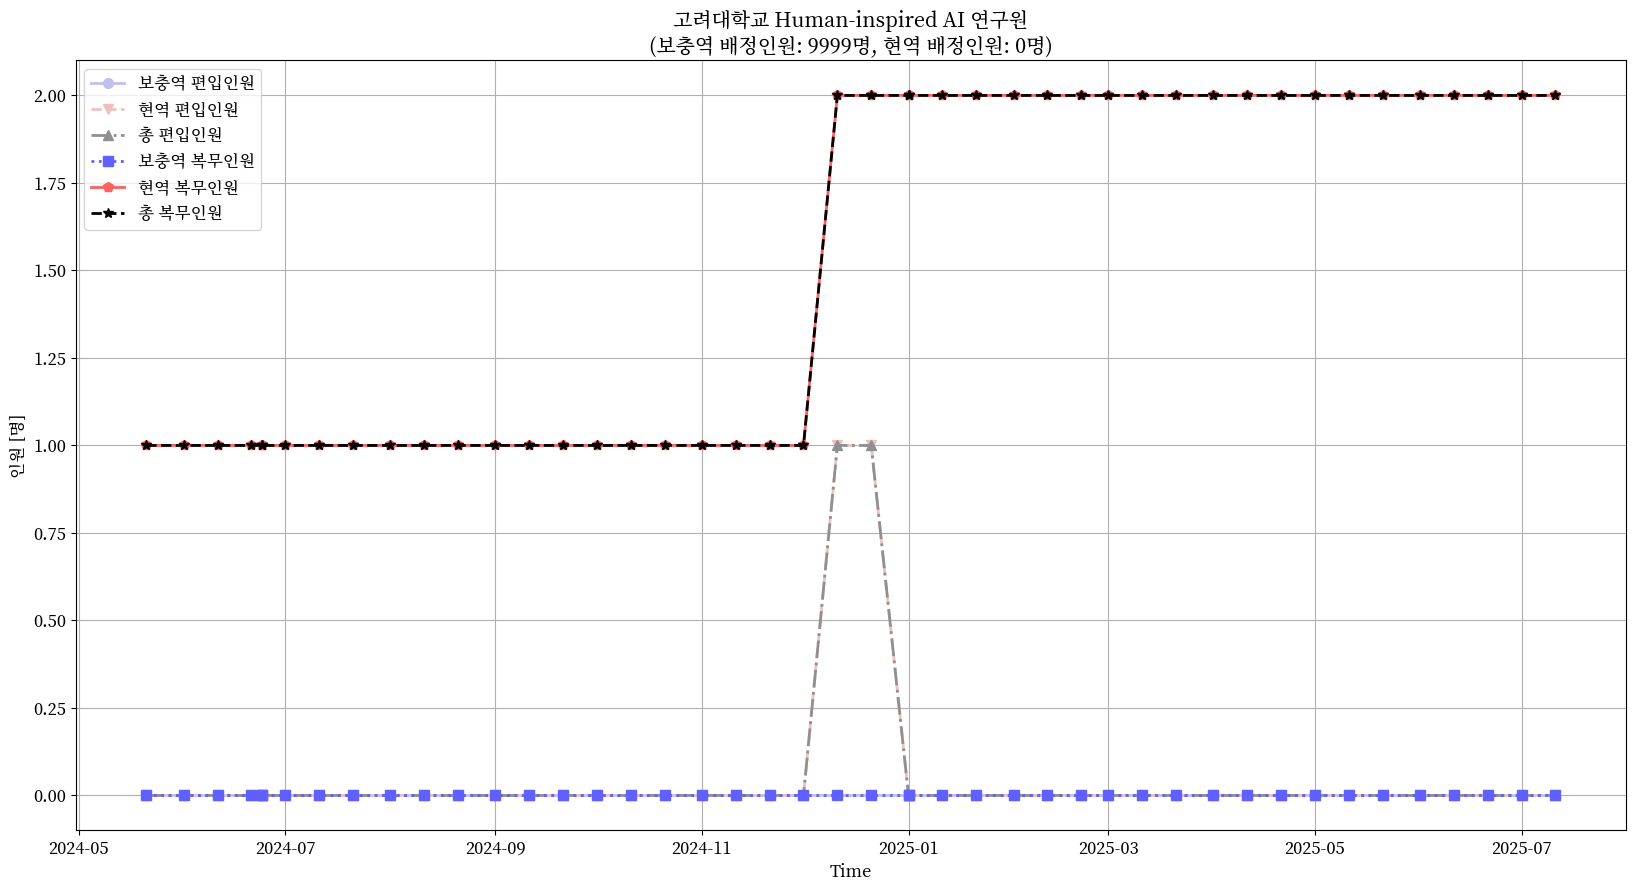 고려대학교 Human-inspired AI 연구원
(보충역 배정인원: 9999명, 현역 배정인원: 0명)
보충역 편입인원
현역 편입인원
총 편입인원
보충역 복무인원
현역 복무인원
총 복무인원
2.00
1.75
1.50
1.25
1.00
0.75
0.50
0.25
0.00
인원 [명]
2024-05 2024-07 2024-09 2024-11 2025-01 2025-03 2025-05 2025-07
Time